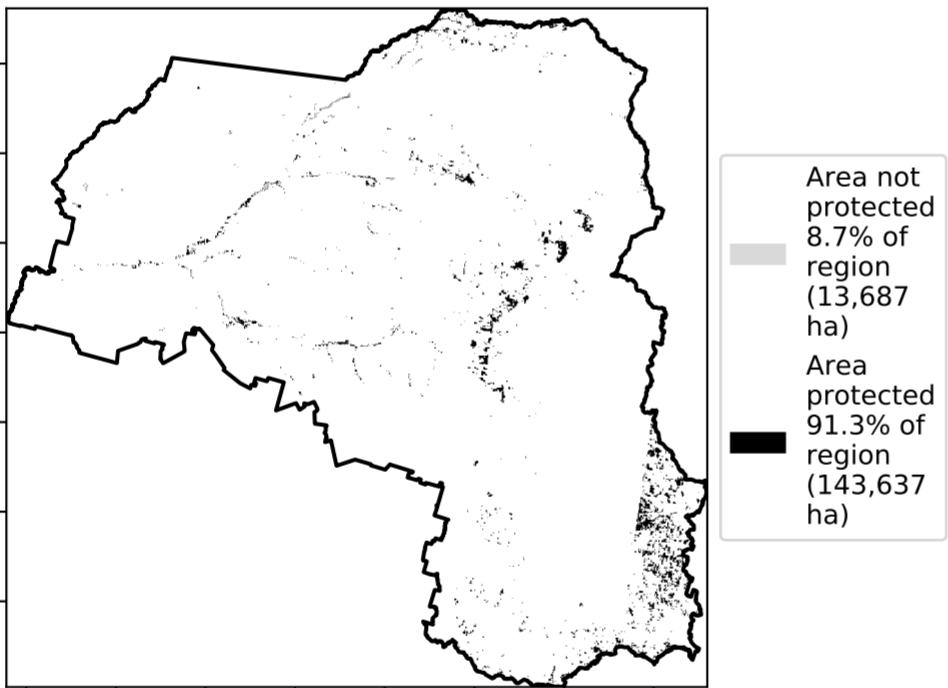 Area not
protected
8.7% of
region
(13,687
ha)
Area
protected
91.3% of
region
(143,637
ha)